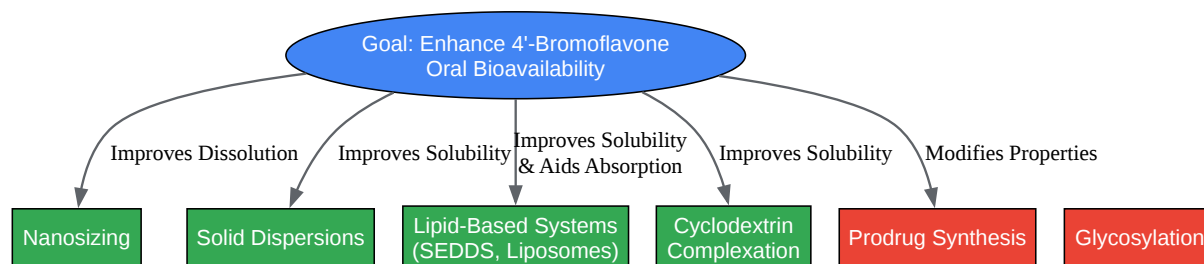 Goal: Enhance 4'-Bromoflavone
Oral Bioavailability
Improves Dissolution
Improves Solubility
Improves Solubility
& Aids Absorption
Improves Solubility
Modifies Properties
Nanosizing
Solid Dispersions
Lipid-Based Systems
(SEDDS, Liposomes)
Cyclodextrin
Complexation
Prodrug Synthesis
Glycosylation